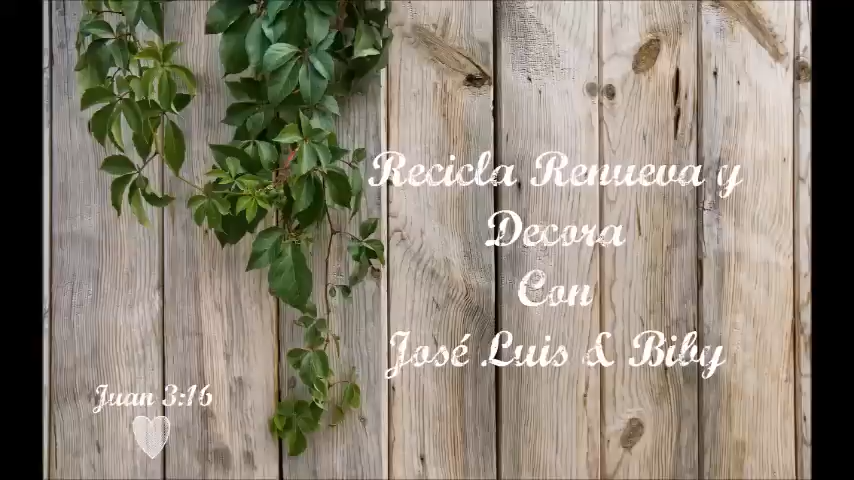 Recicla Renueva y
Decora
Con
José Luis & Biby
Juan 3:16